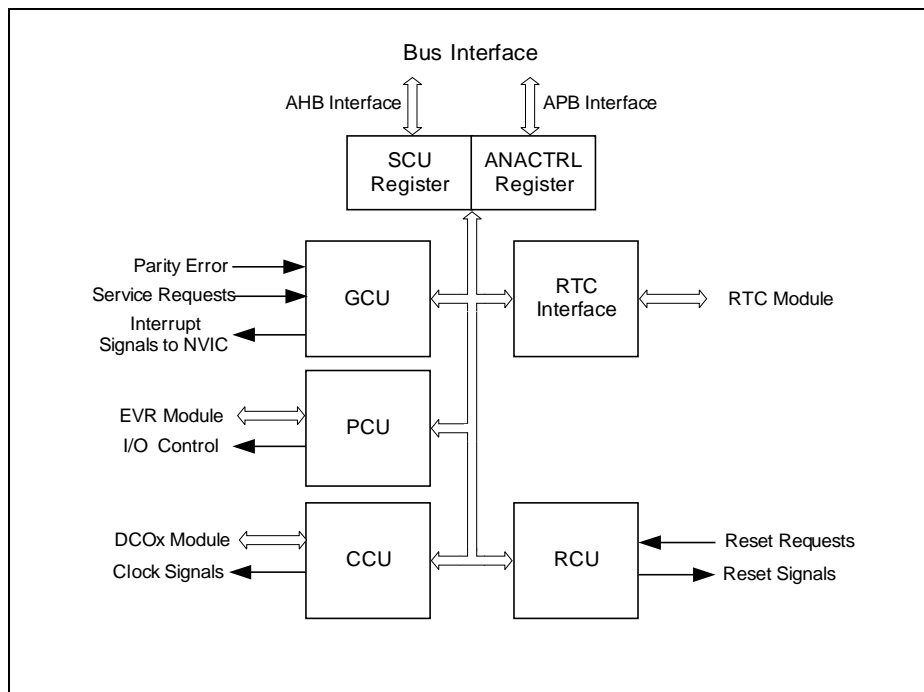 Bus Interface
AHB Interface
APB Interface
SCU
Register
ANACTRL
Register
Parity Error
Service Requests
Interrupt
Signals to NVIC
GCU
RTC
Interface
RTC Module
EVR Module
I/O Control
PCU
DCOx Module
Clock Signals
CCU
RCU
Reset Requests
Reset Signals